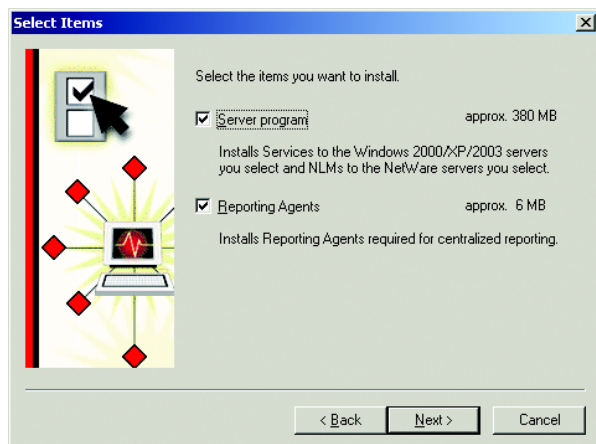 Select Items
Select the items you want to install.
Server program approx. 380 MB
Installs Services to the Windows 2000/XP/2003 servers
you select and NLMs to the NetWare servers you select.
Reporting Agents approx. 6 MB
Installs Reporting Agents required for centralized reporting.
< Back Next > Cancel